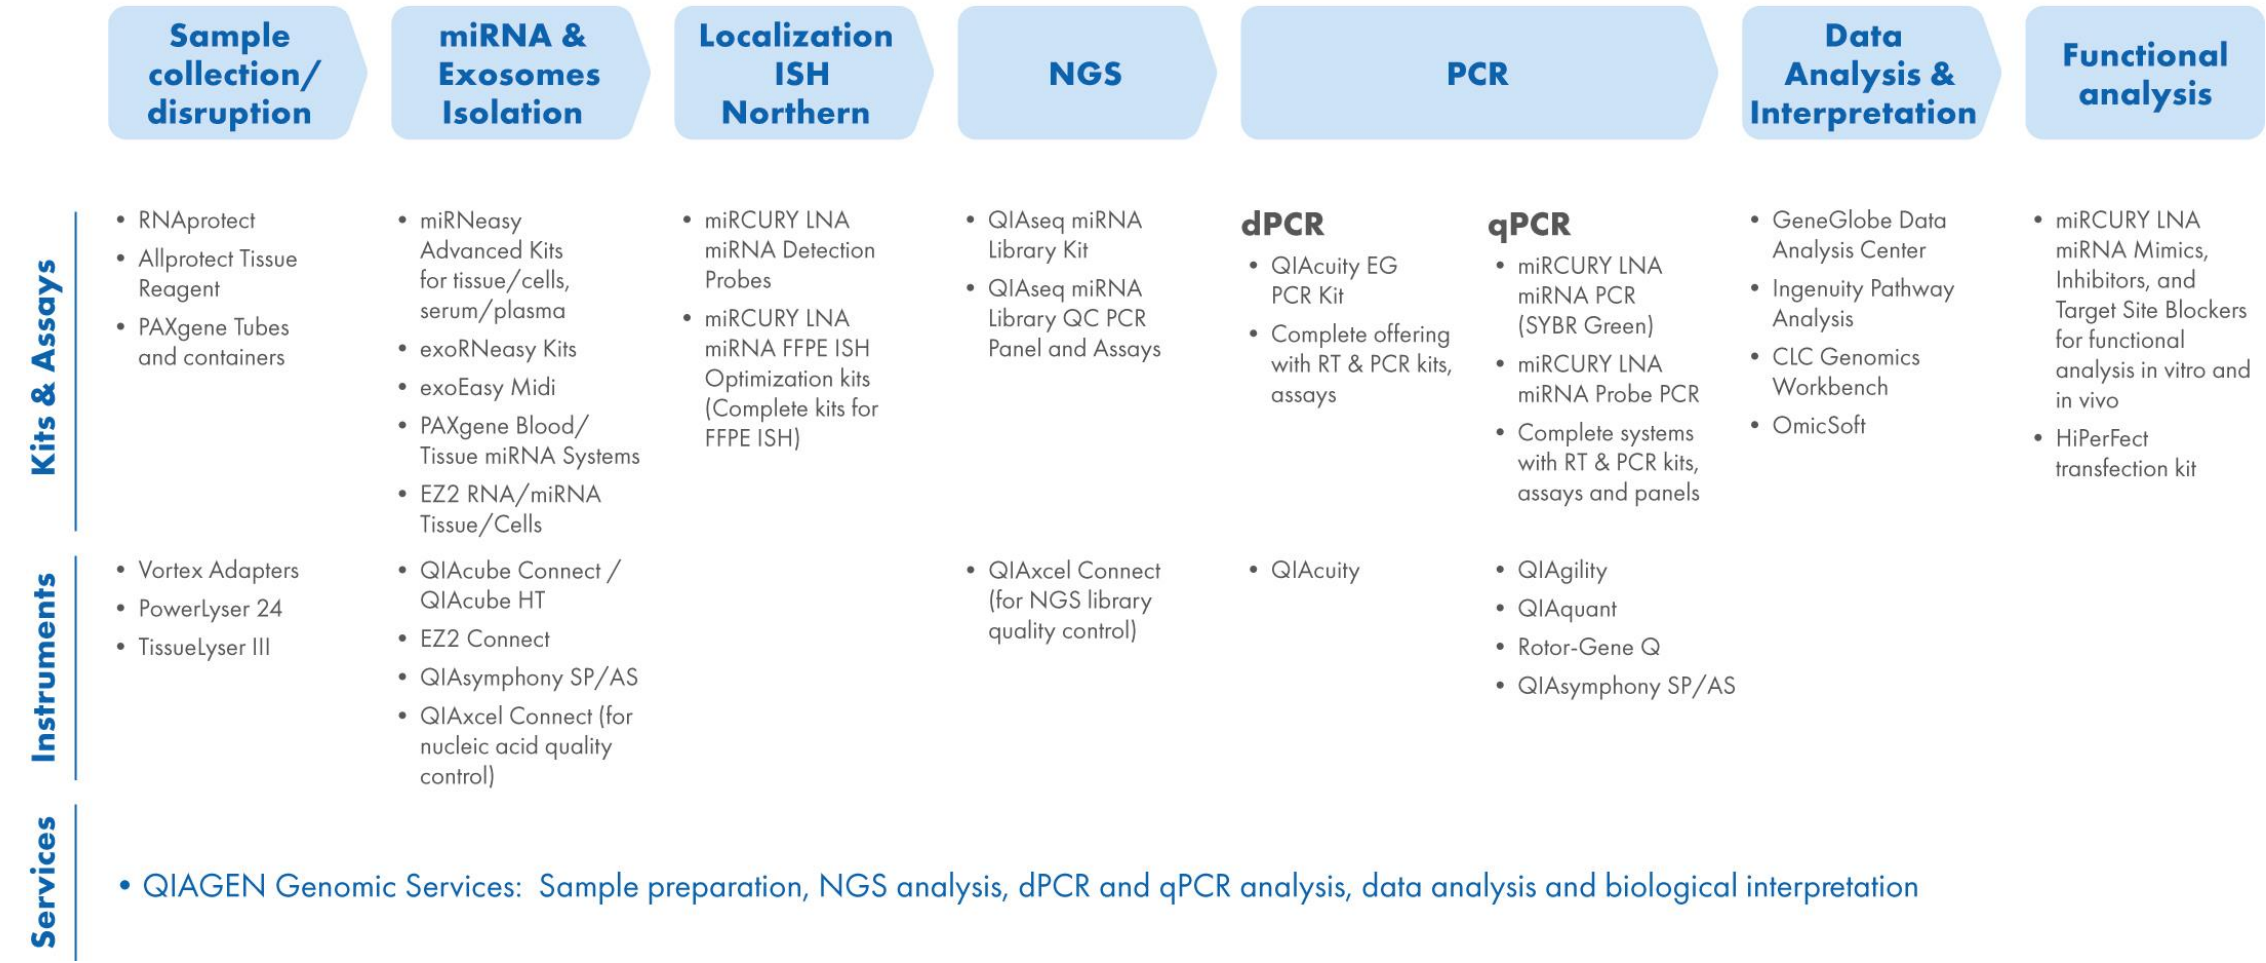 Sample
collection/
disruption
miRNA &
Exosomes
Isolation
Localization
ISH
Northern
NGS
PCR
Data
Analysis &
Interpretation
Functional
analysis
Kits & Assays
• RNAprotect
• Allprotect Tissue
Reagent
• PAXgene Tubes
and containers
• miRNeasy
Advanced Kits
for tissue/cells,
serum/plasma
• exoRNeasy Kits
• exoEasy Midi
• PAXgene Blood/
Tissue miRNA Systems
• EZ2 RNA/miRNA
Tissue/Cells
• miRCURY LNA
miRNA Detection
Probes
• miRCURY LNA
miRNA FFPE ISH
Optimization kits
(Complete kits for
FFPE ISH)
• QIAseq miRNA
Library Kit
• QIAseq miRNA
Library QC PCR
Panel and Assays
dPCR
• QIAcuity EG
PCR Kit
• Complete offering
with RT & PCR kits,
assays
qPCR
• miRCURY LNA
miRNA PCR
(SYBR Green)
• miRCURY LNA
miRNA Probe PCR
• Complete systems
with RT & PCR kits,
assays and panels
• GeneGlobe Data
Analysis Center
• Ingenuity Pathway
Analysis
• CLC Genomics
Workbench
• OmicSoft
• miRCURY LNA
miRNA Mimics,
Inhibitors, and
Target Site Blockers
for functional
analysis in vitro and
in vivo
• HiPerFect
transfection kit
Instruments
• Vortex Adapters
• PowerLyser 24
• TissueLyser III
• QIAcube Connect /
QIAcube HT
• EZ2 Connect
• QIAsymphony SP/AS
• QIAxcel Connect (for
nucleic acid quality
control)
• QIAxcel Connect
(for NGS library
quality control)
• QIAcuity
• QIAgility
• QIAquant
• Rotor-Gene Q
• QIAsymphony SP/AS
Services
• QIAGEN Genomic Services: Sample preparation, NGS analysis, dPCR and qPCR analysis, data analysis and biological interpretation